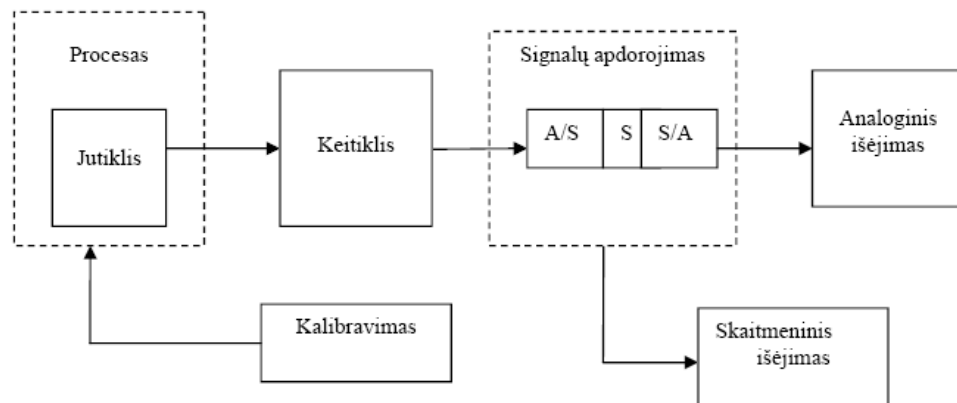 Procesas
Jutiklis
Keitiklis
Signalų apdorojimas
A/S
S
S/A
Analoginis
išėjimas
Kalibravimas
Skaitmeninis
išėjimas